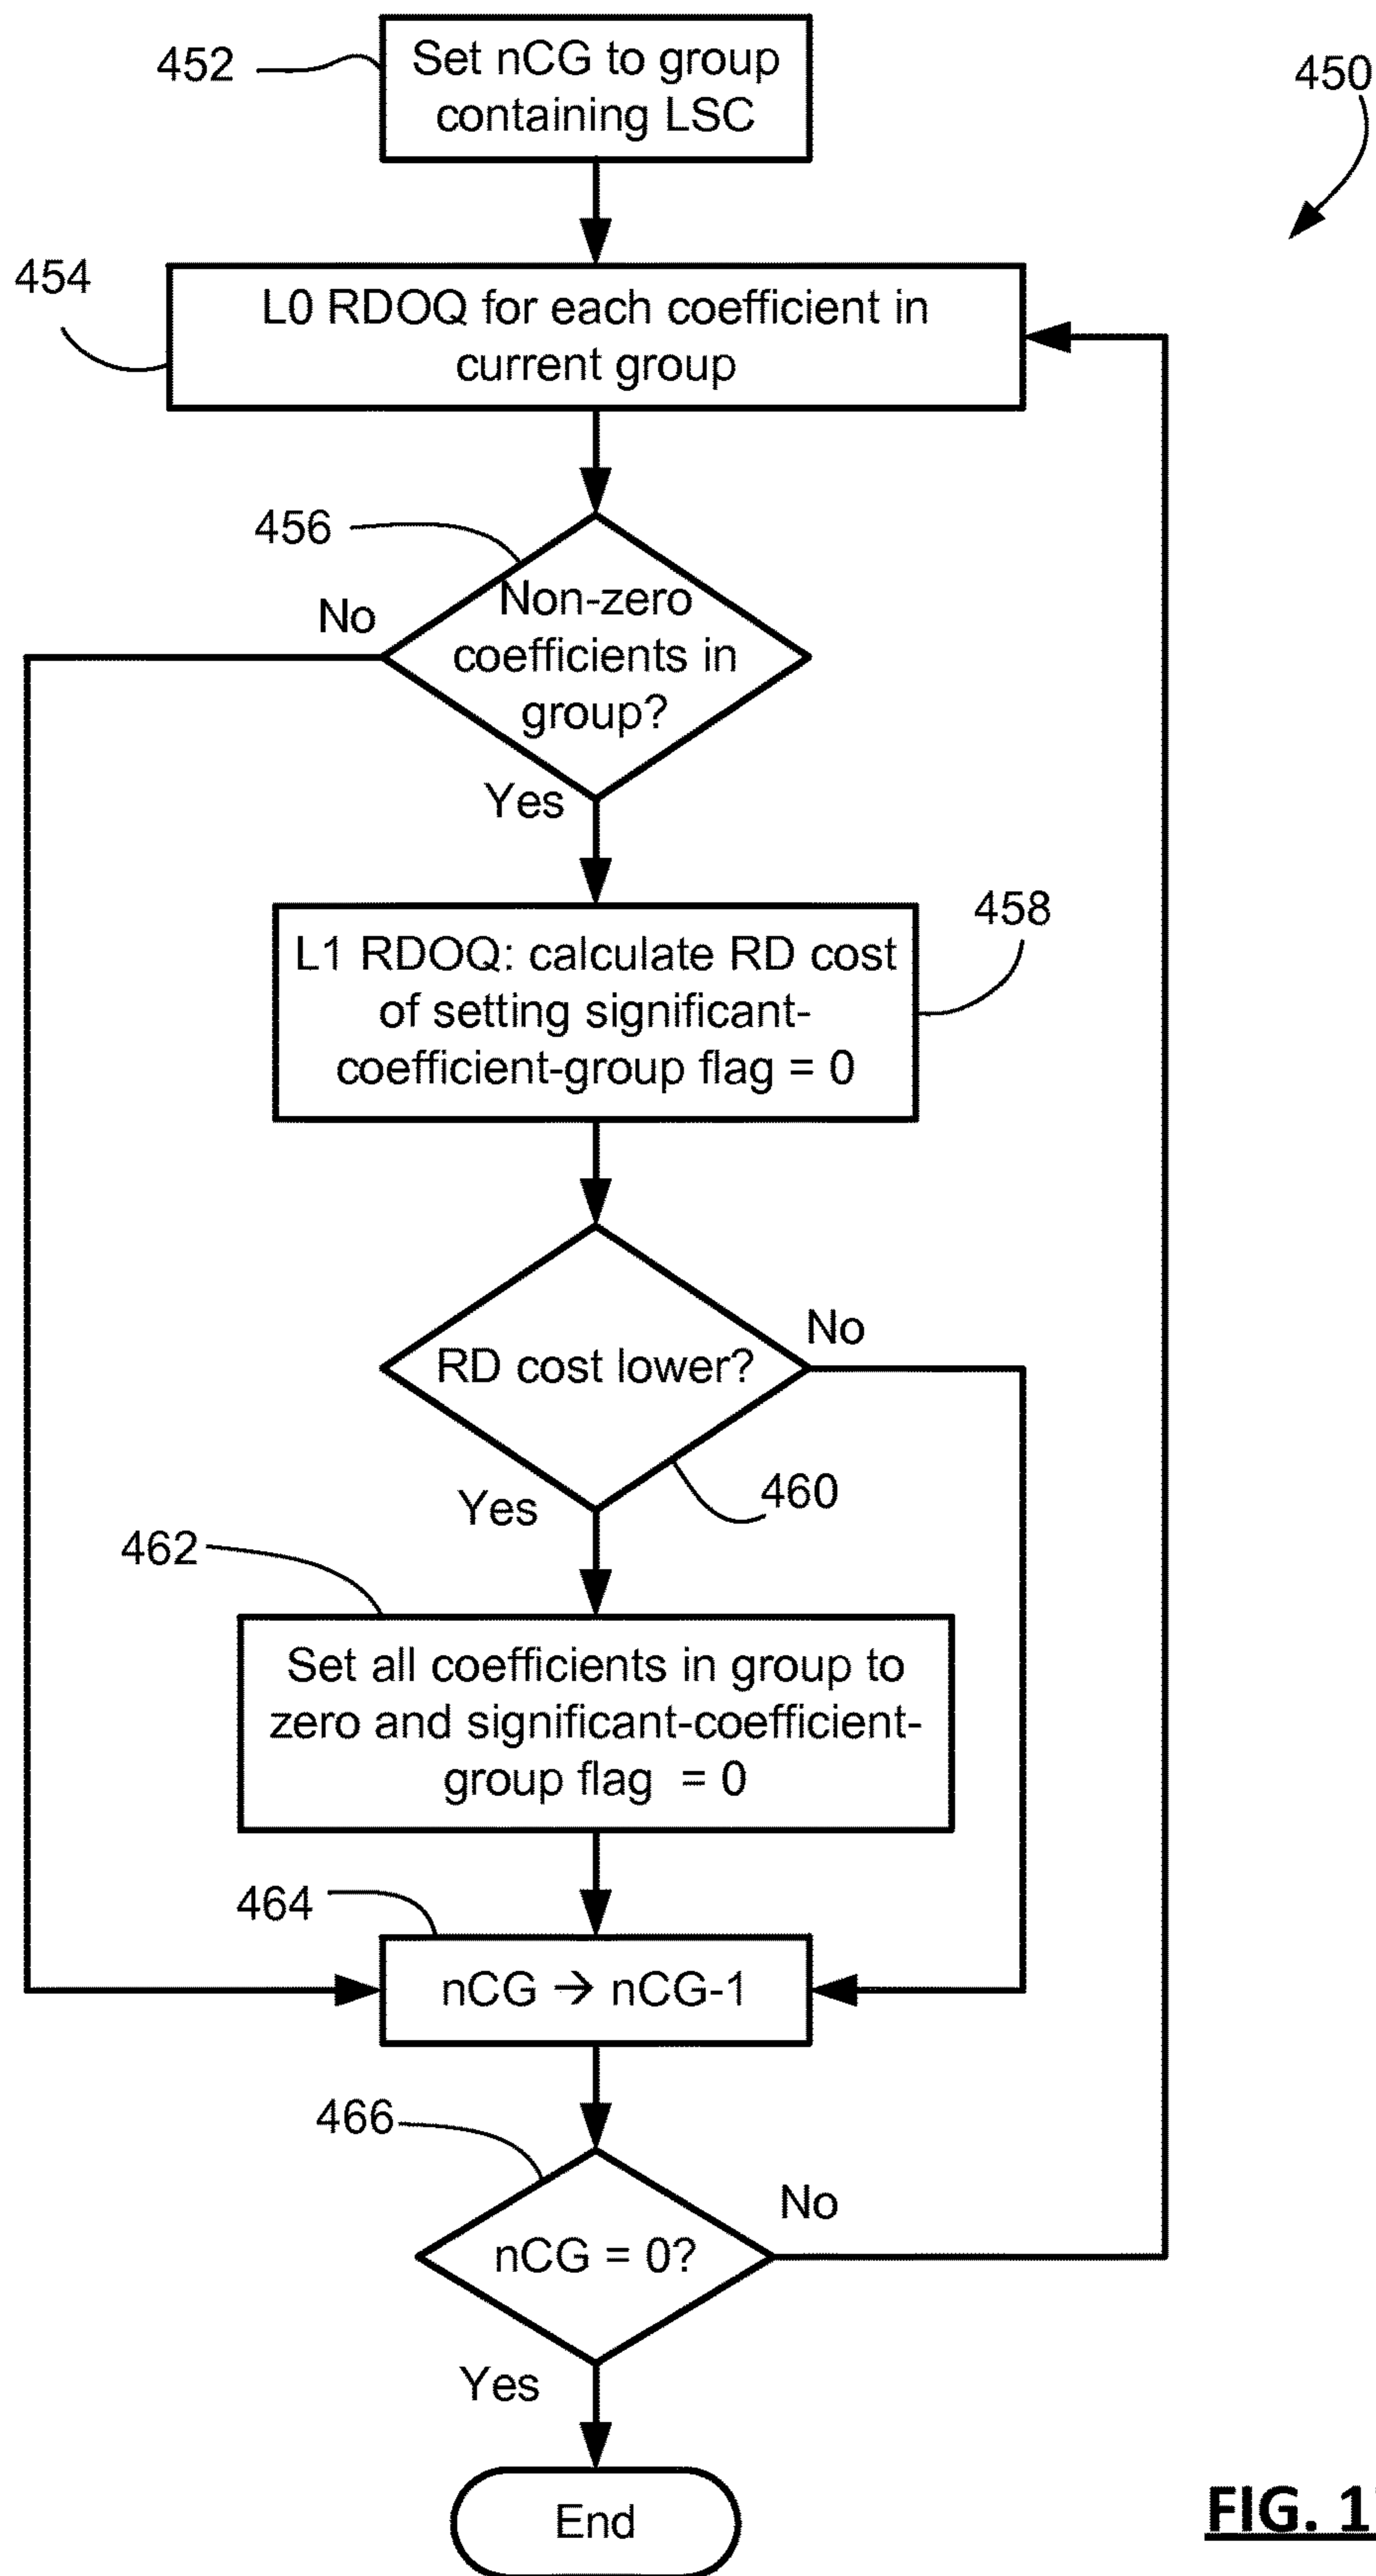 452
Set nCG to group
containing LSC
450
454
L0 RDOQ for each coefficient in
current group
456
No
Non-zero
coefficients in
group?
Yes
458
L1 RDOQ: calculate RD cost
of setting significant-
coefficient-group flag = 0
No
RD cost lower?
Yes
460
462
Set all coefficients in group to
zero and significant-coefficient-
group flag = 0
464
nCG → nCG-1
466
No
nCG = 0?
Yes
End
FIG. 1